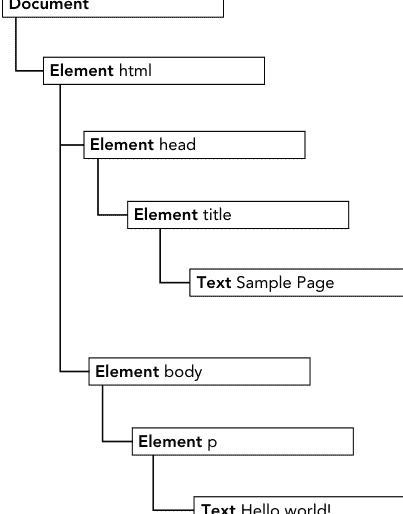 Document
Element html
Element head
Element title
Text Sample Page
Element body
Element p
Text Hello world!